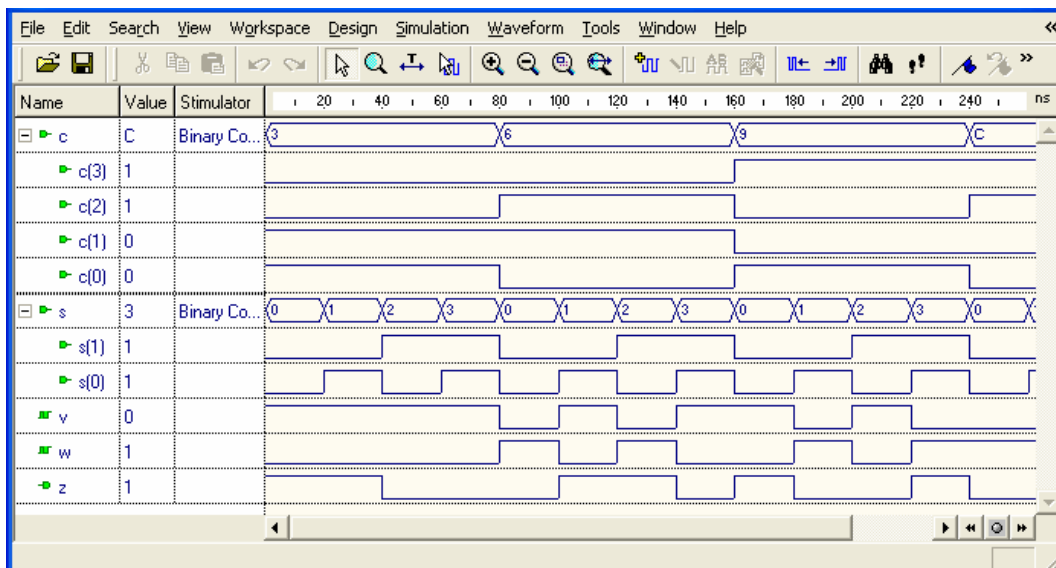 File Edit Search View Workspace Design Simulation Waveform Tools Window Help «
»
Name Value Stimulator 20 40 60 80 100 120 140 160 180 200 220 240 ns
c C Binary Co... 3 6 9 C
c(3) 1
c(2) 1
c(1) 0
c(0) 0
s 3 Binary Co... 0 1 2 3 0 1 2 3 0 1 2 3 0
s(1) 1
s(0) 1
v 0
w 1
z 1